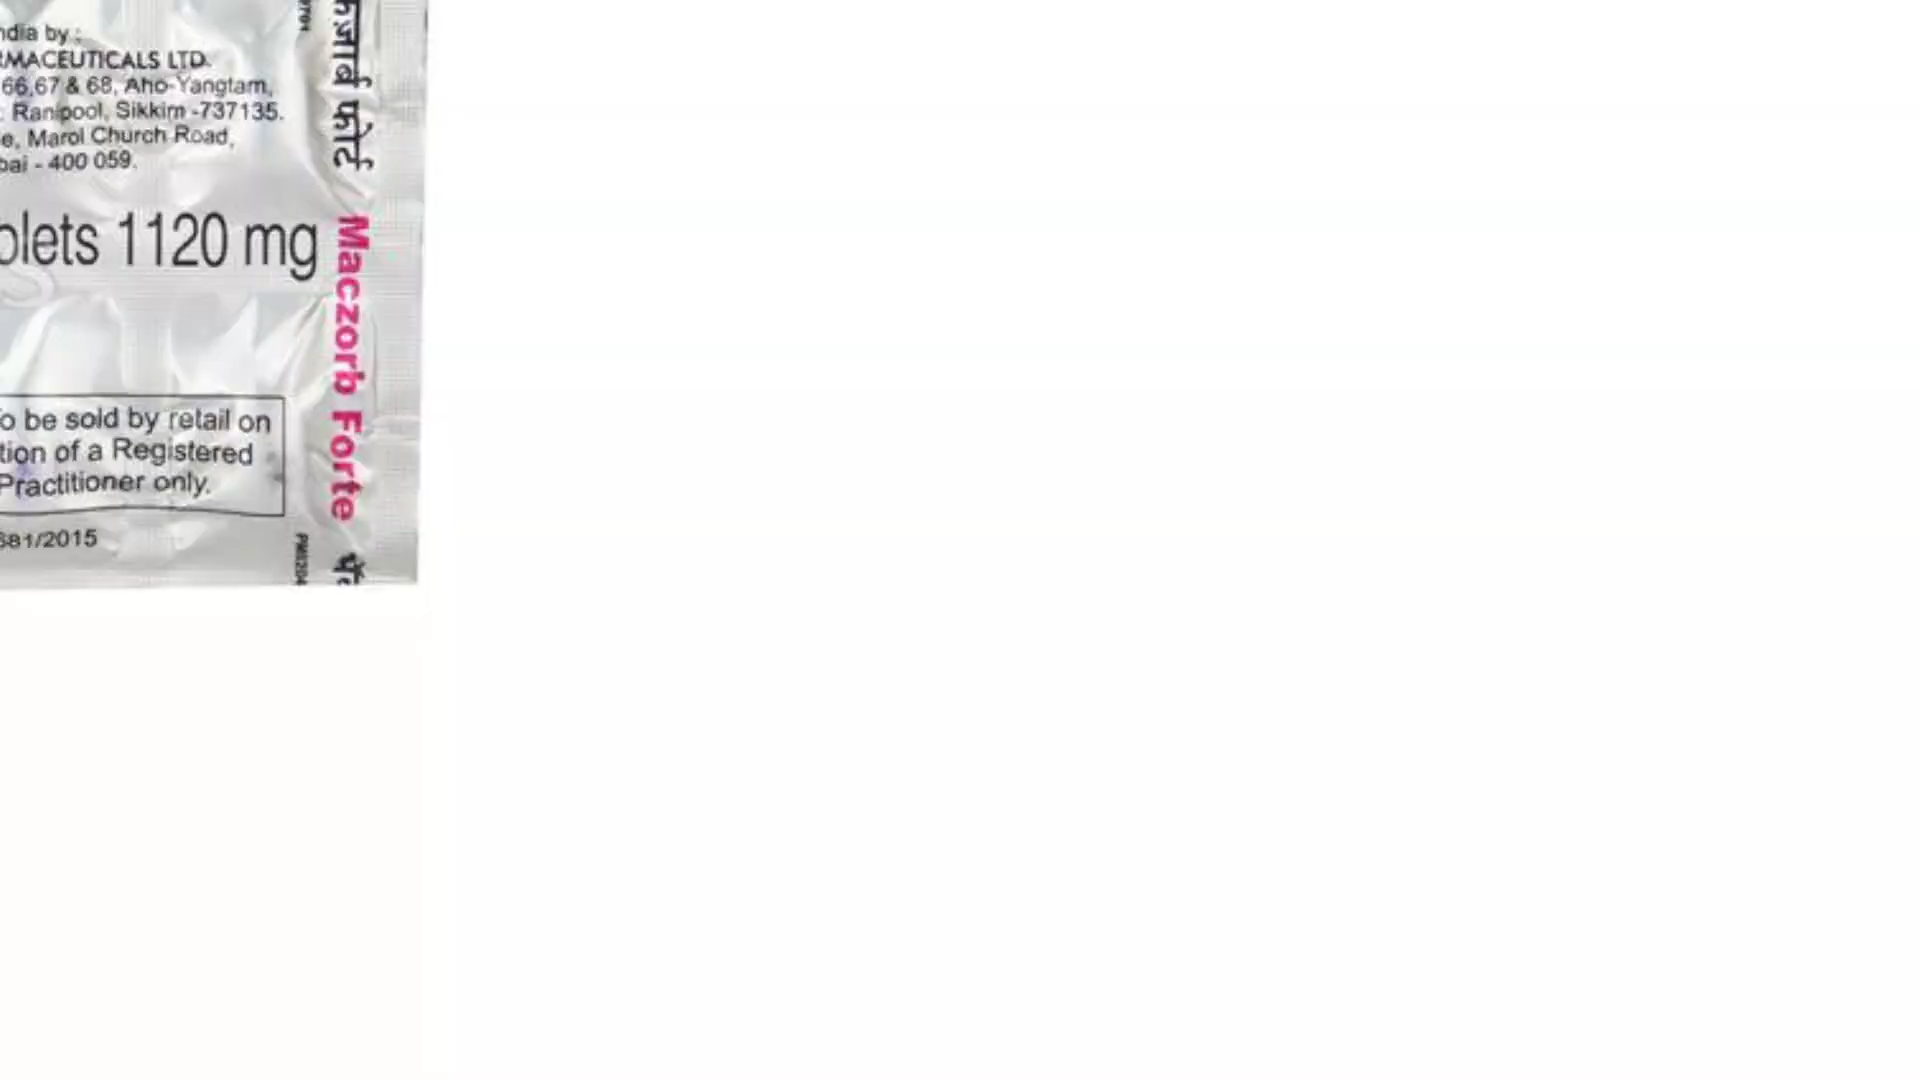 ndia by :
RMACEUTICALS LTD.
66,67 & 68, Aho-Yangtam,
: Ranipool, Sikkim -737135.
e, Marol Church Road,
bai - 400 059.
blets 1120 mg
o be sold by retail on
tion of a Registered
Practitioner only.
681/2015
कज़ार्ब फोर्ट
Maczorb Forte